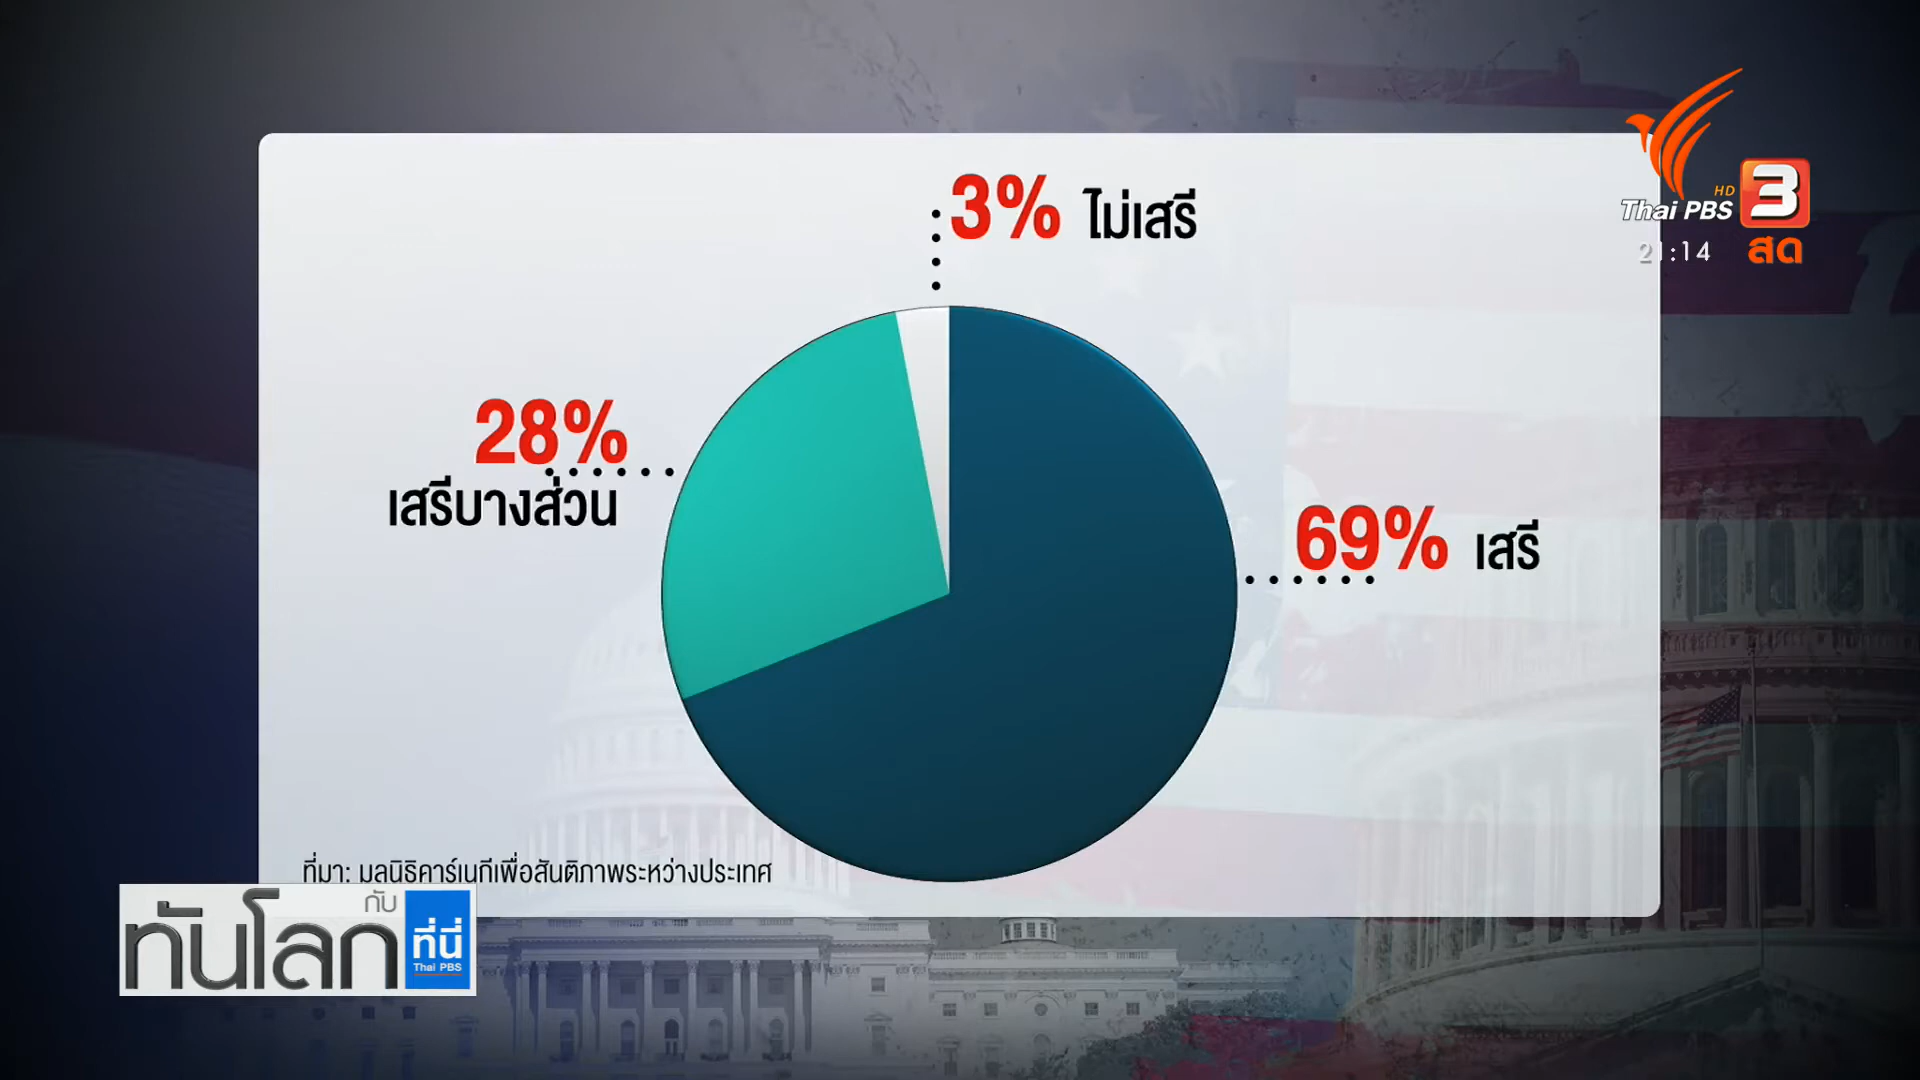 3% ไม่เสรี
HD
Thai PBS 3
21:14 สด
28%
เสรีบางส่วน
69% เสรี
ที่มา: มูลนิธิคาร์เนกีเพื่อสันติภาพระหว่างประเทศ
ทันโลก กับ ที่นี่
Thai PBS